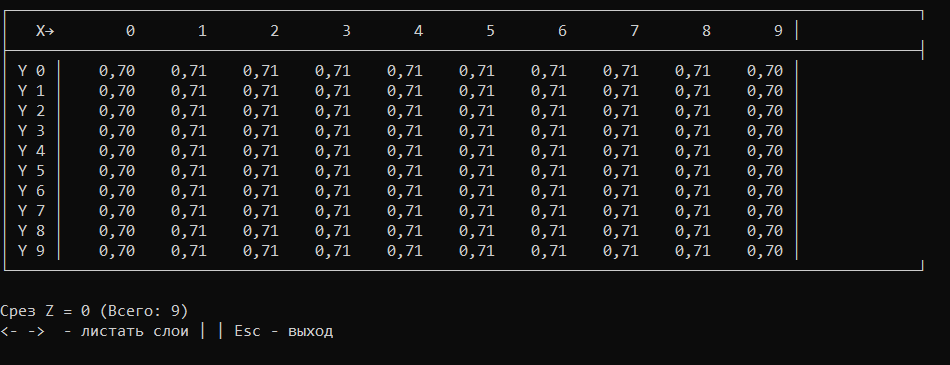 X→ 0 1 2 3 4 5 6 7 8 9 |
Y 0 | 0,70 0,71 0,71 0,71 0,71 0,71 0,71 0,71 0,71 0,70 |
Y 1 | 0,70 0,71 0,71 0,71 0,71 0,71 0,71 0,71 0,71 0,70 |
Y 2 | 0,70 0,71 0,71 0,71 0,71 0,71 0,71 0,71 0,71 0,70 |
Y 3 | 0,70 0,71 0,71 0,71 0,71 0,71 0,71 0,71 0,71 0,70 |
Y 4 | 0,70 0,71 0,71 0,71 0,71 0,71 0,71 0,71 0,71 0,70 |
Y 5 | 0,70 0,71 0,71 0,71 0,71 0,71 0,71 0,71 0,71 0,70 |
Y 6 | 0,70 0,71 0,71 0,71 0,71 0,71 0,71 0,71 0,71 0,70 |
Y 7 | 0,70 0,71 0,71 0,71 0,71 0,71 0,71 0,71 0,71 0,70 |
Y 8 | 0,70 0,71 0,71 0,71 0,71 0,71 0,71 0,71 0,71 0,70 |
Y 9 | 0,70 0,71 0,71 0,71 0,71 0,71 0,71 0,71 0,71 0,70 |
Срез Z = 0 (Всего: 9)
<- -> - листать слои | | Esc - выход